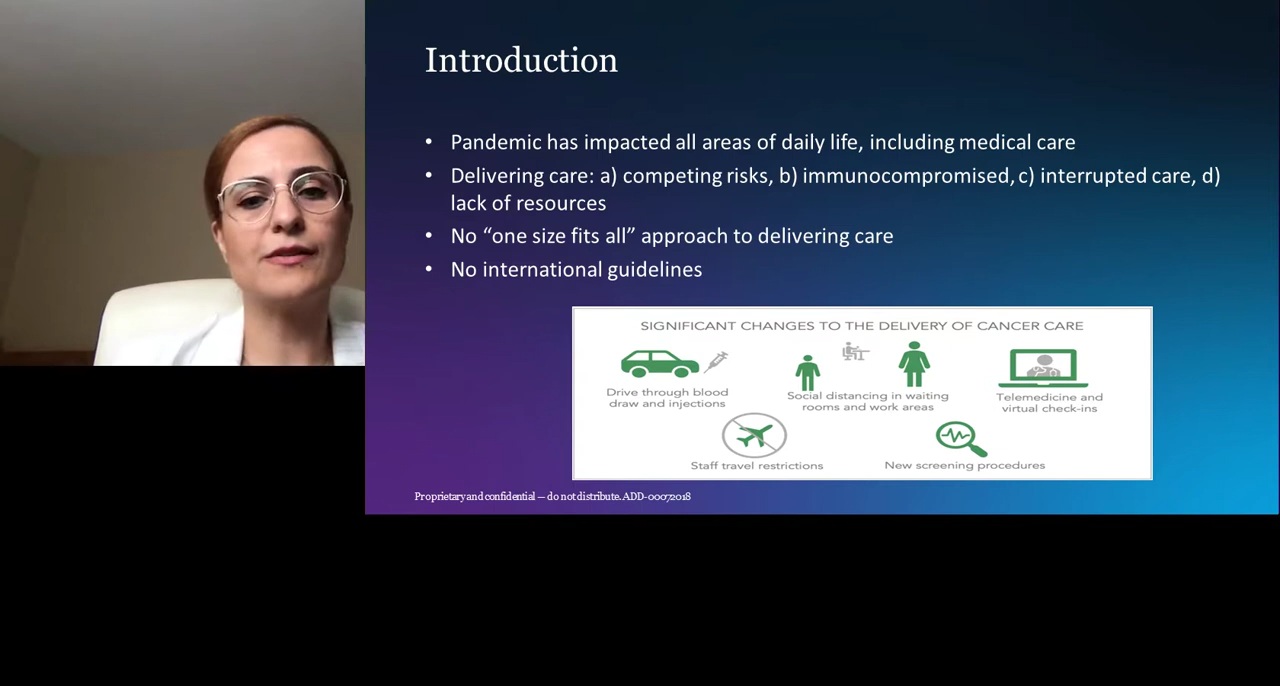 Introduction
• Pandemic has impacted all areas of daily life, including medical care
• Delivering care: a) competing risks, b) immunocompromised, c) interrupted care, d)
lack of resources
• No “one size fits all” approach to delivering care
• No international guidelines
SIGNIFICANT CHANGES TO THE DELIVERY OF CANCER CARE
Drive through blood
draw and injections
Social distancing in waiting
rooms and work areas
Telemedicine and
virtual check-ins
Staff travel restrictions
New screening procedures
Proprietary and confidential — do not distribute. ADD-00072018